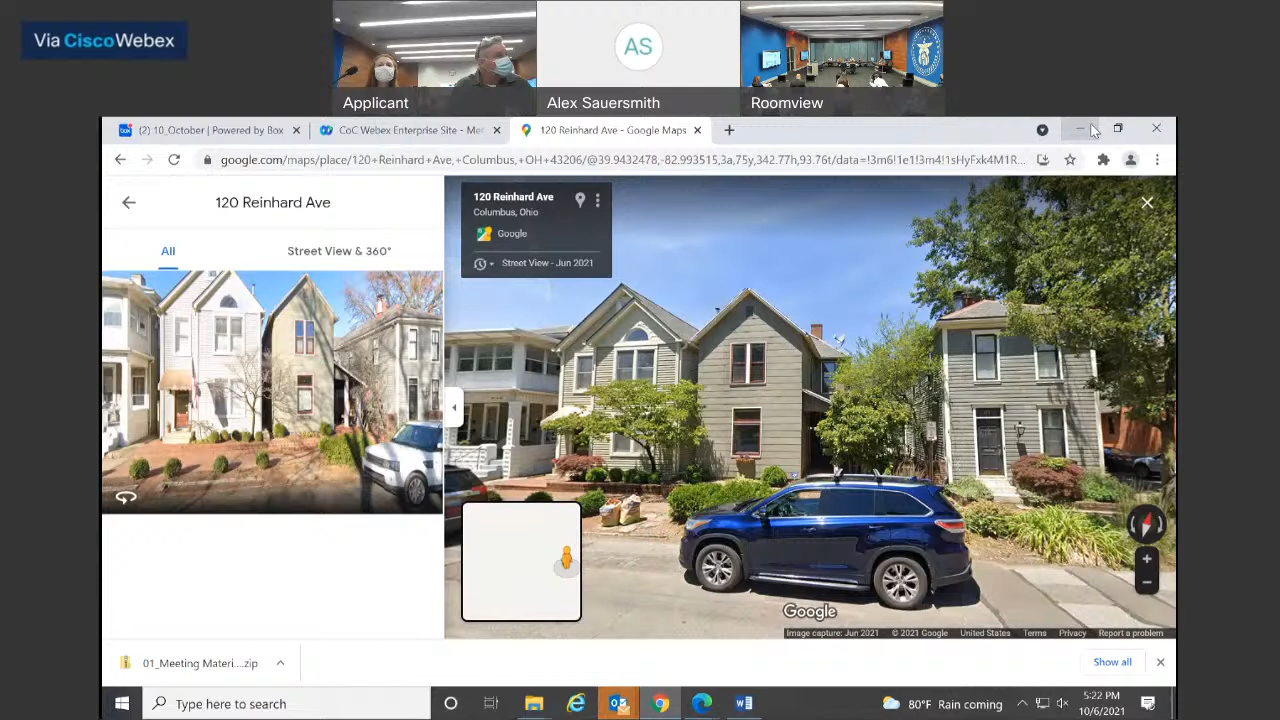 Via Cisco Webex
AS
Applicant
Alex Sauersmith
Roomview
(2) 10_October | Powered by Box
CoC Webex Enterprise Site - Me
120 Reinhard Ave - Google Maps
google.com/maps/place/120+Reinhard+Ave,+Columbus,+OH+43206/@39.9432478,-82.993515,3a,75y,342.77h,93.76t/data=!3m6!1e1!3m4!1sHyFxk4M1R...
120 Reinhard Ave
All
Street View & 360°
120 Reinhard Ave
Columbus, Ohio
Google
Street View - Jun 2021
Google
Image capture: Jun 2021 © 2021 Google United States Terms Privacy Report a problem
01_Meeting Materi....zip
Show all
Type here to search
80°F Rain coming
5:22 PM
10/6/2021